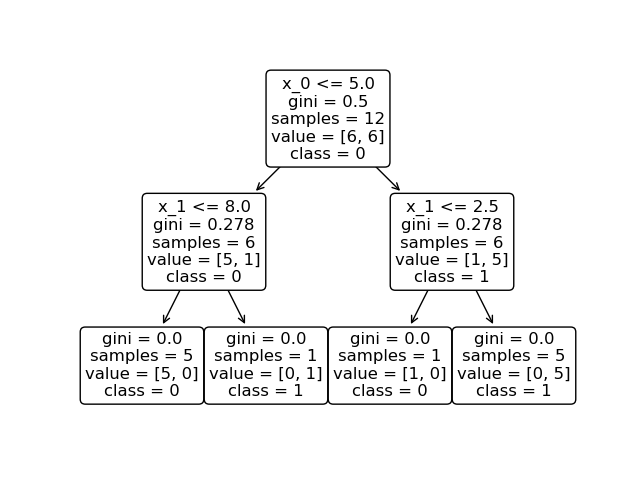 x_0 <= 5.0
gini = 0.5
samples = 12
value = [6, 6]
class = 0
x_1 <= 8.0
gini = 0.278
samples = 6
value = [5, 1]
class = 0
x_1 <= 2.5
gini = 0.278
samples = 6
value = [1, 5]
class = 1
gini = 0.0
samples = 5
value = [5, 0]
class = 0
gini = 0.0
samples = 1
value = [0, 1]
class = 1
gini = 0.0
samples = 1
value = [1, 0]
class = 0
gini = 0.0
samples = 5
value = [0, 5]
class = 1